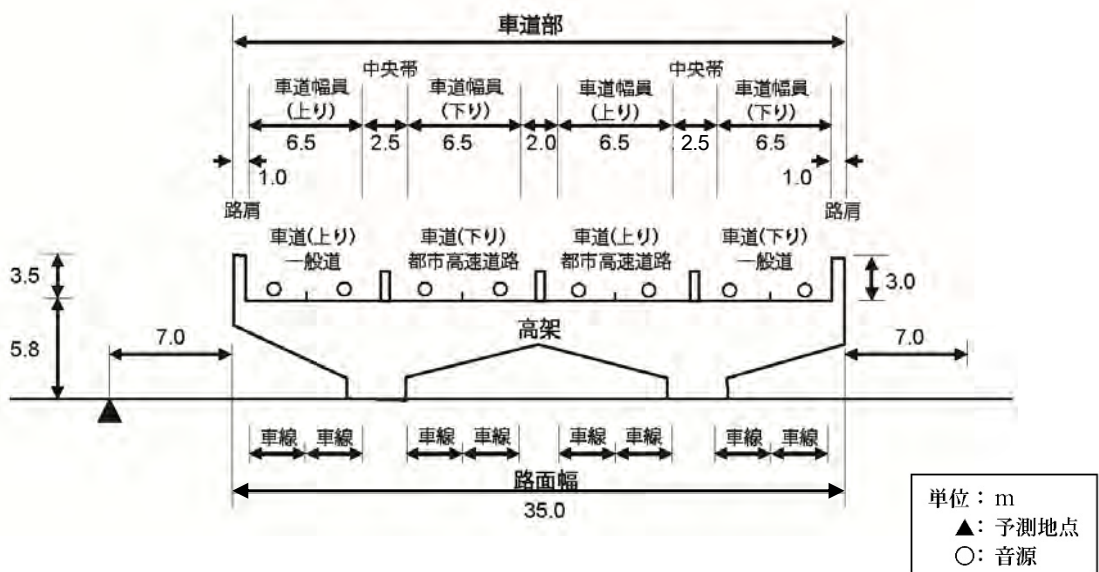 車道部
中央帯
中央帯
車道幅員
(上り)
6.5
2.5
車道幅員
(下り)
6.5
2.0
車道幅員
(上り)
6.5
2.5
車道幅員
(下り)
6.5
1.0
1.0
路肩
路肩
車道(上り)
一般道
車道(下り)
都市高速道路
車道(上り)
都市高速道路
車道(下り)
一般道
3.5
3.0
5.8
7.0
高架
7.0
車線 車線 車線 車線 車線 車線 車線 車線
路面幅
35.0
単位：m
▲：予測地点
○：音源